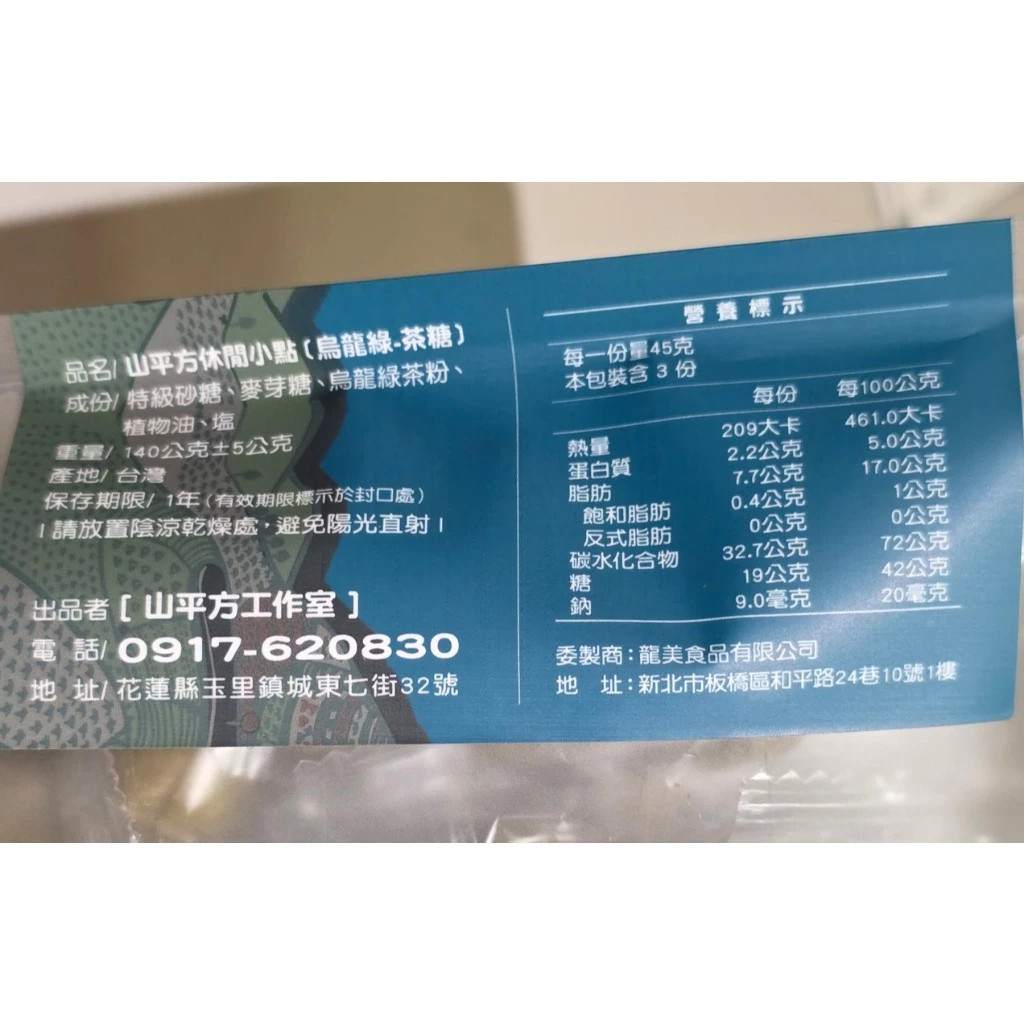 品名/ 山平方休閒小點〔烏龍綠-茶糖〕
成份/ 特級砂糖、麥芽糖、烏龍綠茶粉、
植物油、塩
重量/ 140公克±5公克
產地/ 台灣
保存期限/ 1年（有效期限標示於封口處）
|請放置陰涼乾燥處，避免陽光直射|
出品者 [ 山平方工作室 ]
電 話/ 0917-620830
地 址/ 花蓮縣玉里鎮城東七街32號
營養標示
每一份量45克
本包裝含 3 份
每份 每100公克
熱量 209大卡 461.0大卡
蛋白質 2.2公克 5.0公克
脂肪 7.7公克 17.0公克
飽和脂肪 0.4公克 1公克
反式脂肪 0公克 0公克
碳水化合物 32.7公克 72公克
糖 19公克 42公克
鈉 9.0毫克 20毫克
委製商：龍美食品有限公司
地 址：新北市板橋區和平路24巷10號1樓